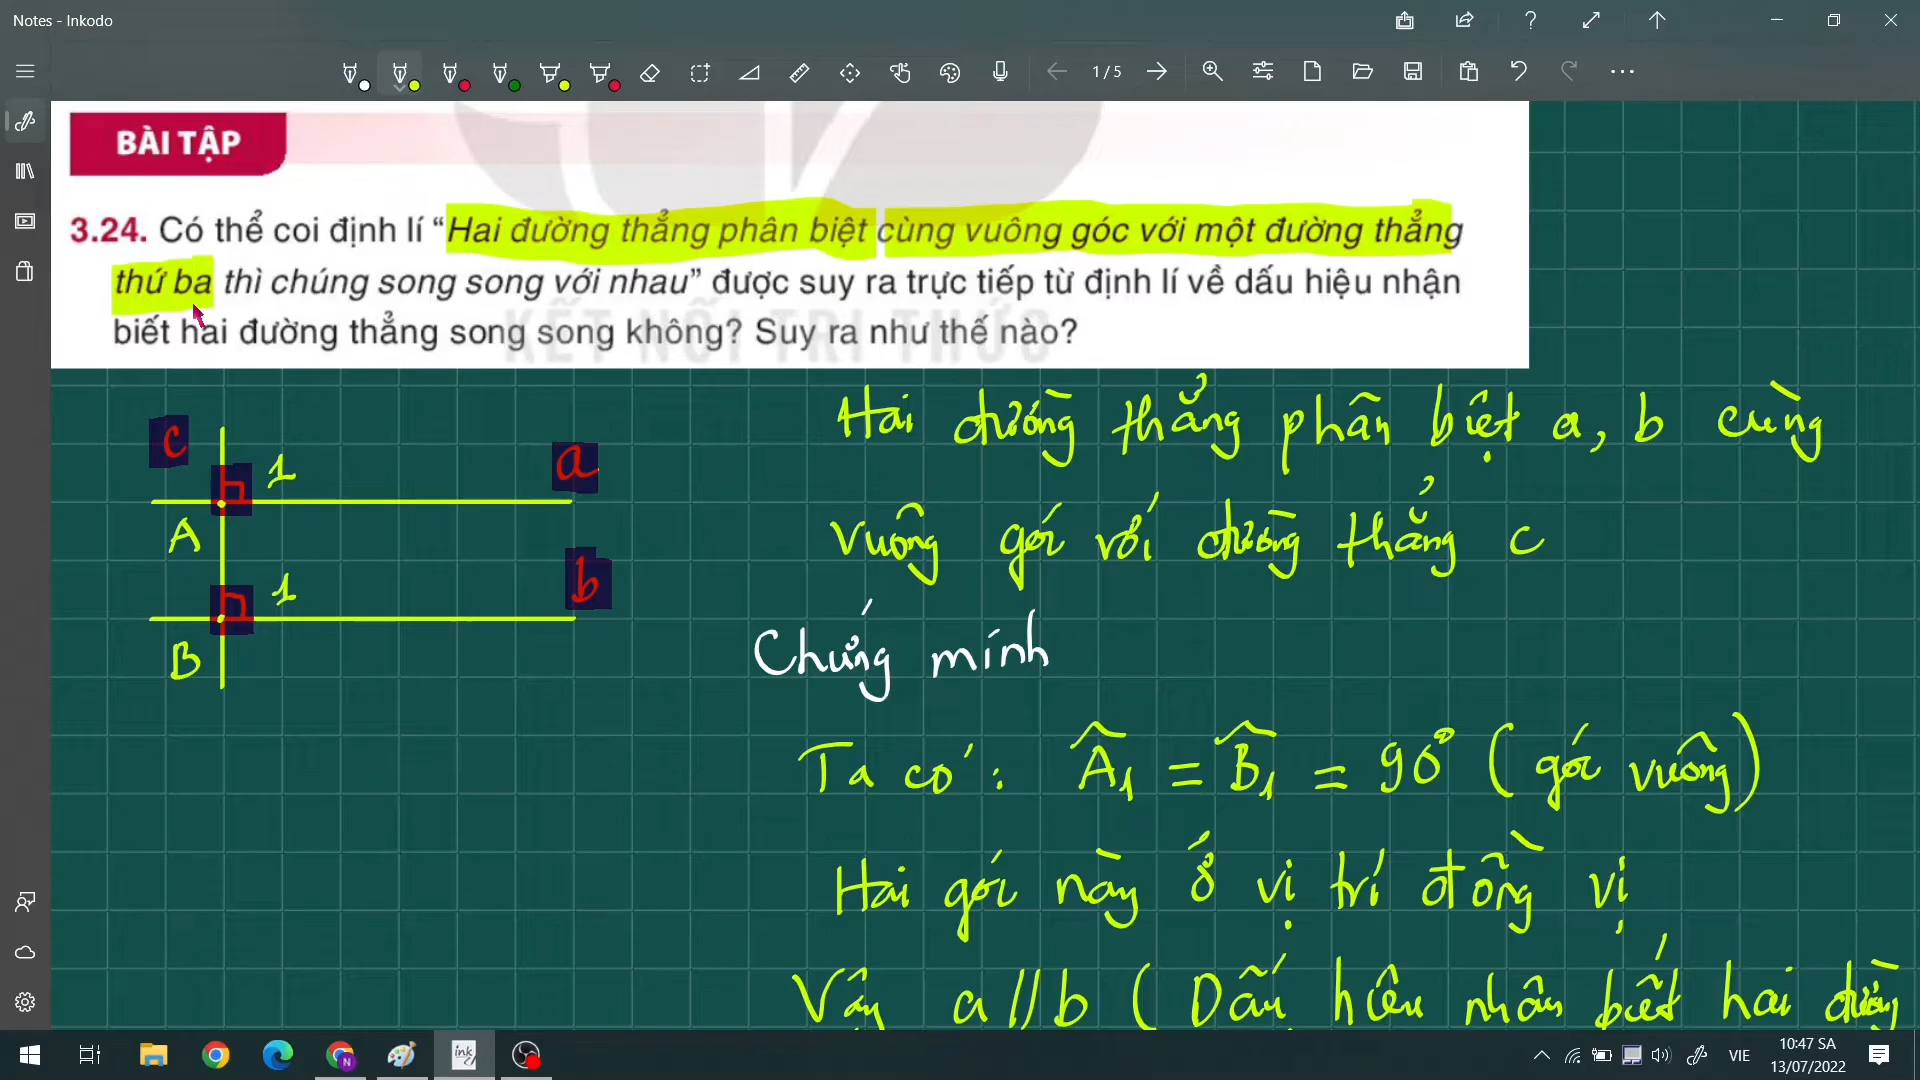 Notes - Inkodo
1 / 5
BÀI TẬP
3.24. Có thể coi định lí “Hai đường thẳng phân biệt cùng vuông góc với một đường thẳng
thứ ba thì chúng song song với nhau” được suy ra trực tiếp từ định lí về dấu hiệu nhận
biết hai đường thẳng song song không? Suy ra như thế nào?
KẾT NỐI TRI THỨC
c
1
a
A
1
b
B
Hai đường thẳng phân biệt a, b cùng
vuông góc với đường thẳng c
Chứng minh
Ta có: Â₁ = B̂₁ = 90° (góc vuông)
Hai góc này ở vị trí đồng vị
Vậy a // b ( Dấu hiệu nhận biết hai đường
ink
VIE
10:47 SA
13/07/2022